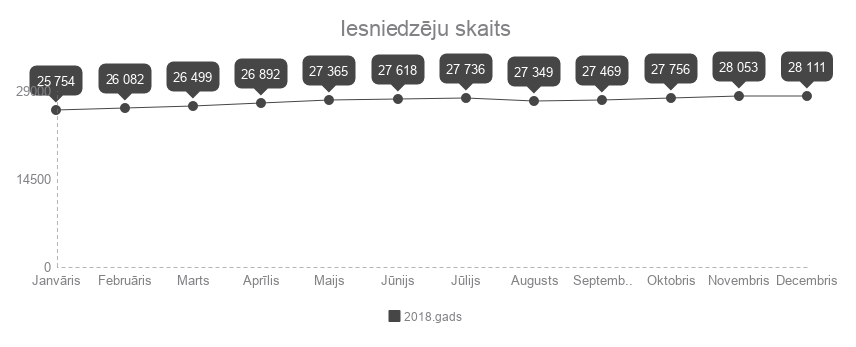 Iesniedzēju skaits
25 754 26 082 26 499 26 892 27 365 27 618 27 736 27 349 27 469 27 756 28 053 28 111
29000
14500
0
Janvāris Februāris Marts Aprīlis Maijs Jūnijs Jūlijs Augusts Septemb.. Oktobris Novembris Decembris
2018.gads